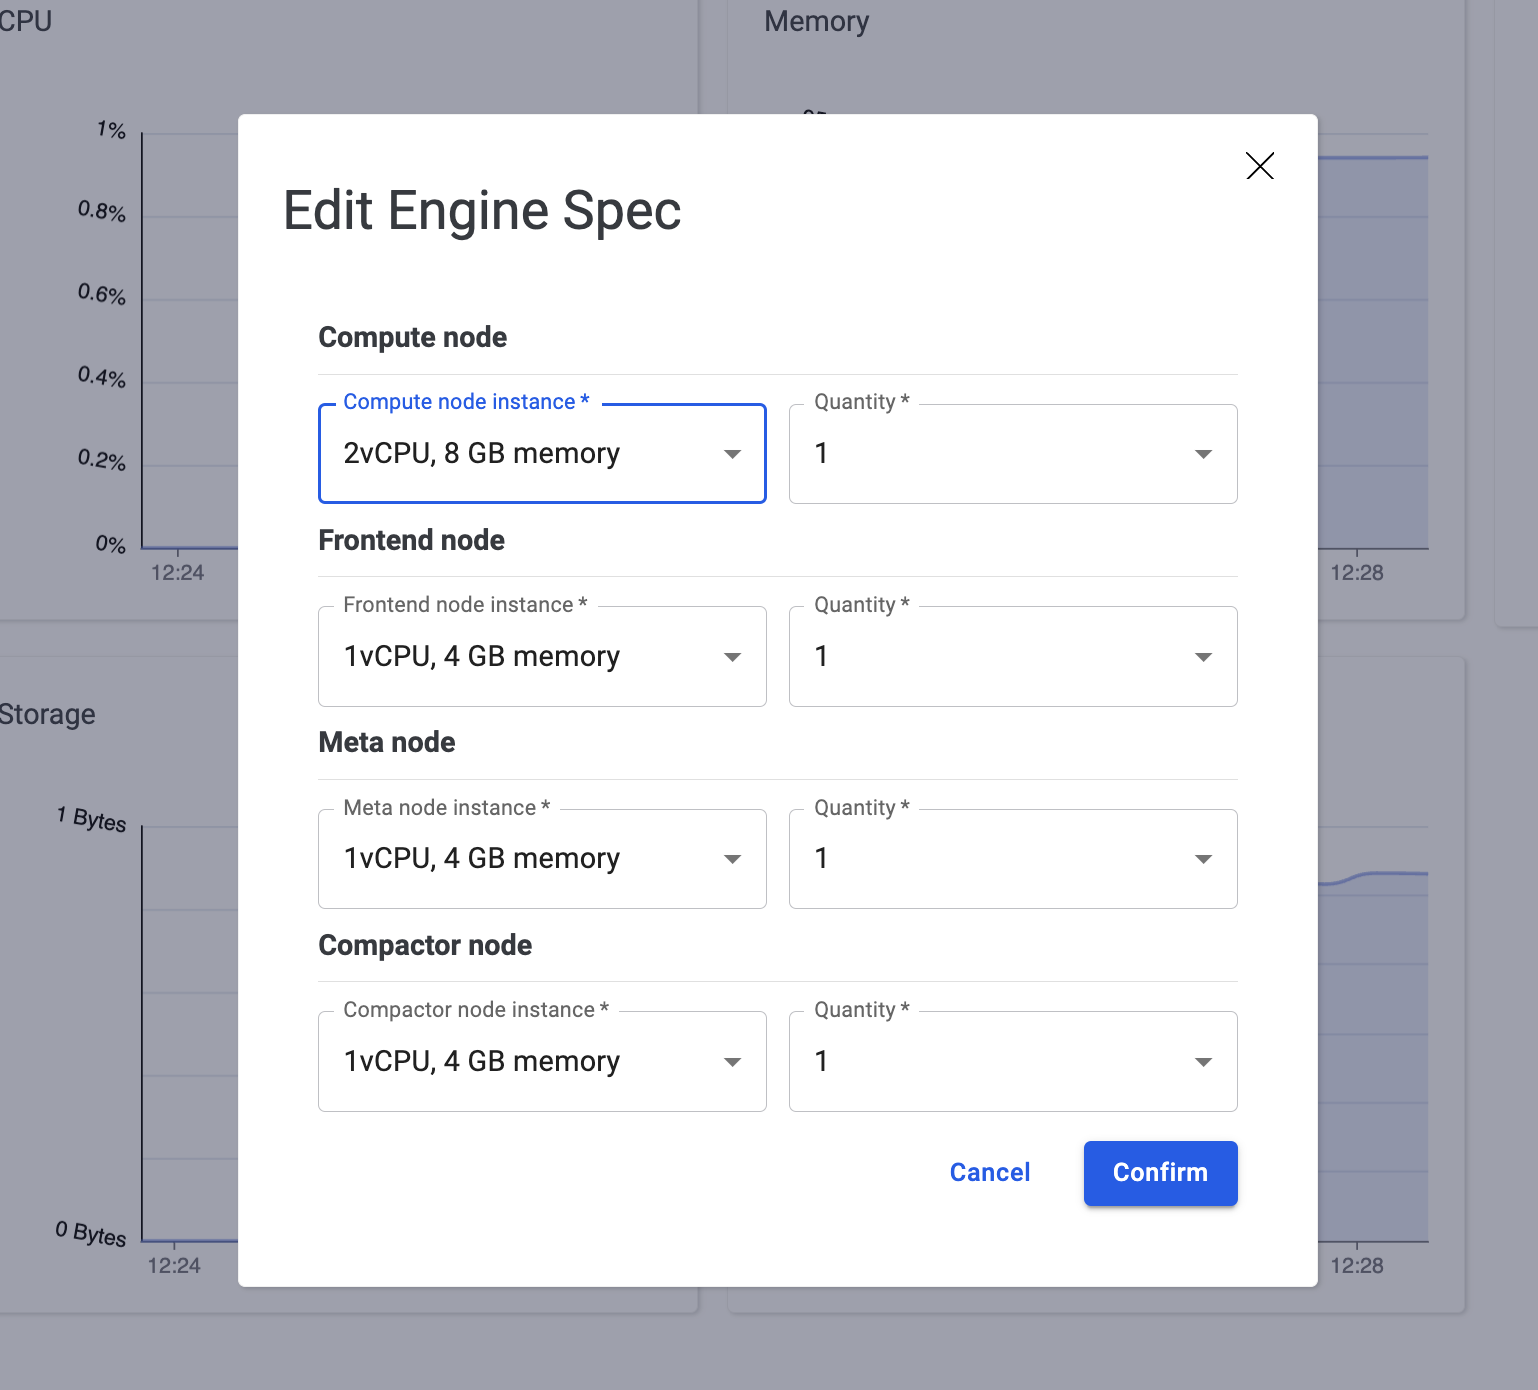 CPU
Memory
1%
0.8%
0.6%
0.4%
0.2%
0%
12:24
12:28
Edit Engine Spec
Compute node
Compute node instance *
2vCPU, 8 GB memory
Quantity *
1
Frontend node
Frontend node instance *
1vCPU, 4 GB memory
Quantity *
1
Meta node
Meta node instance *
1vCPU, 4 GB memory
Quantity *
1
Compactor node
Compactor node instance *
1vCPU, 4 GB memory
Quantity *
1
Cancel
Confirm
Storage
1 Bytes
0 Bytes
12:24
12:28